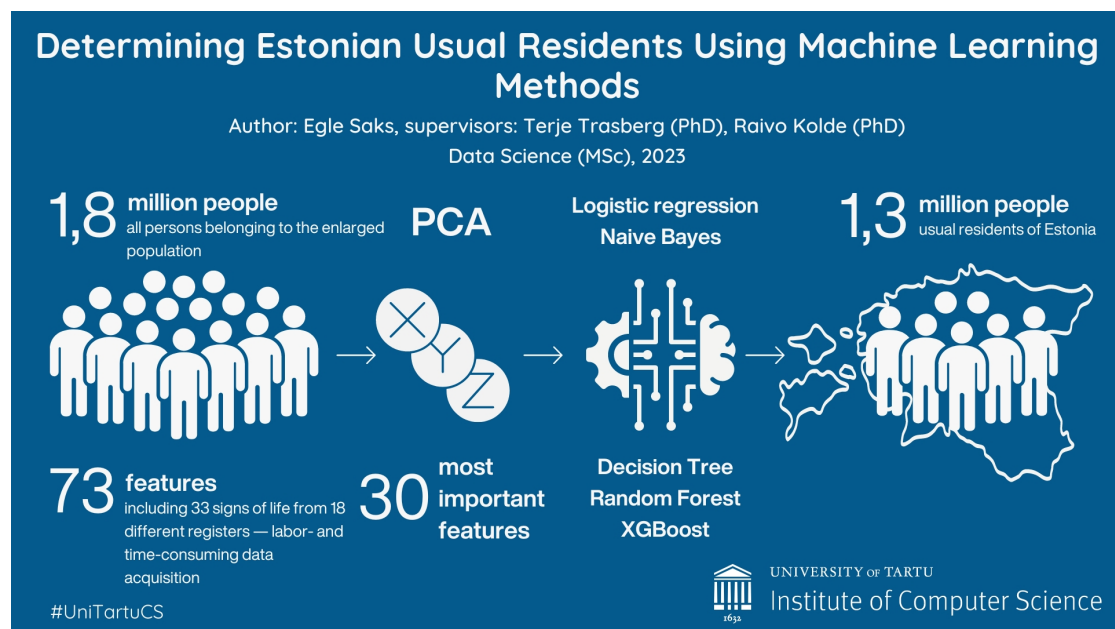 Determining Estonian Usual Residents Using Machine Learning
Methods
Author: Egle Saks, supervisors: Terje Trasberg (PhD), Raivo Kolde (PhD)
Data Science (MSc), 2023
1,8 million people
all persons belonging to the enlarged
population
PCA
Logistic regression
Naive Bayes
1,3 million people
usual residents of Estonia
X
Y
Z
73 features
including 33 signs of life from 18
different registers — labor- and
time-consuming data
acquisition
30 most
important
features
Decision Tree
Random Forest
XGBoost
#UniTartuCS
1632
UNIVERSITY OF TARTU
Institute of Computer Science